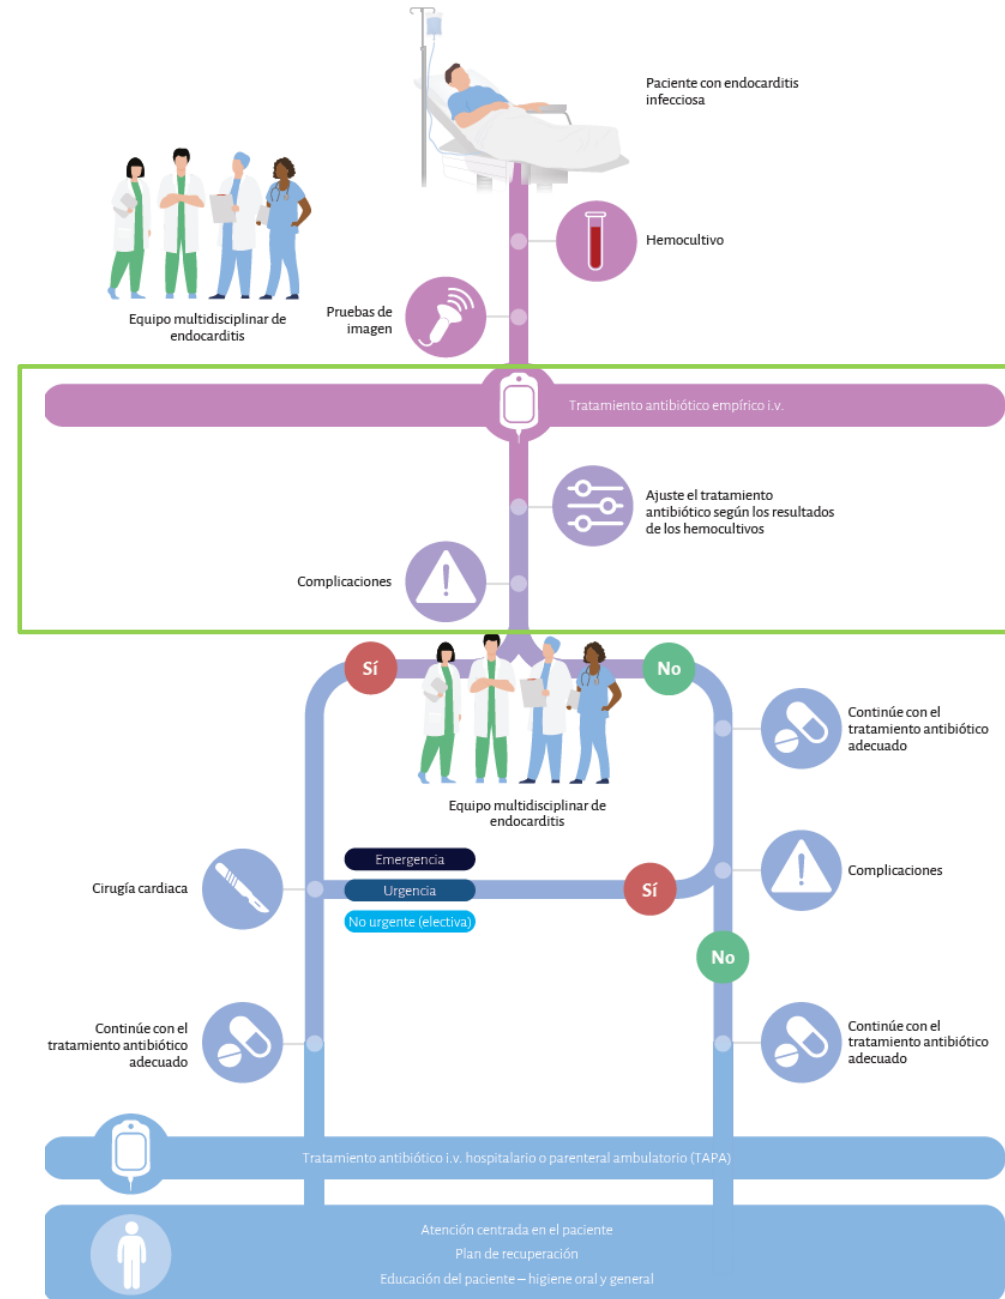 Paciente con endocarditis
infecciosa
Hemocultivo
Equipo multidisciplinar de
endocarditis
Pruebas de
imagen
Tratamiento antibiótico empírico i.v.
Ajuste el tratamiento
antibiótico según los resultados
de los hemocultivos
Complicaciones
Sí
No
Continúe con el
tratamiento antibiótico
adecuado
Equipo multidisciplinar de
endocarditis
Emergencia
Urgencia
No urgente (electiva)
Cirugía cardiaca
Sí
Complicaciones
No
Continúe con el
tratamiento antibiótico
adecuado
Continúe con el
tratamiento antibiótico
adecuado
Tratamiento antibiótico i.v. hospitalario o parenteral ambulatorio (TAPA)
Atención centrada en el paciente
Plan de recuperación
Educación del paciente – higiene oral y general